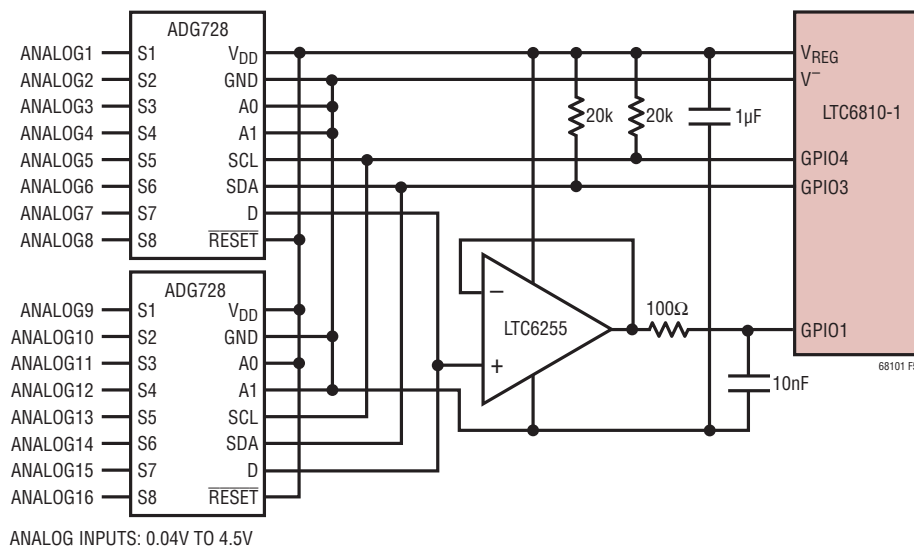 ADG728
ANALOG1 S1 VDD
ANALOG2 S2 GND
ANALOG3 S3 A0
ANALOG4 S4 A1
ANALOG5 S5 SCL
ANALOG6 S6 SDA
ANALOG7 S7 D
ANALOG8 S8 RESET
ADG728
ANALOG9 S1 VDD
ANALOG10 S2 GND
ANALOG11 S3 A0
ANALOG12 S4 A1
ANALOG13 S5 SCL
ANALOG14 S6 SDA
ANALOG15 S7 D
ANALOG16 S8 RESET
20k
20k
1µF
−
+
LTC6255
100Ω
10nF
VREG
V−
LTC6810-1
GPIO4
GPIO3
GPIO1
68101
ANALOG INPUTS: 0.04V TO 4.5V